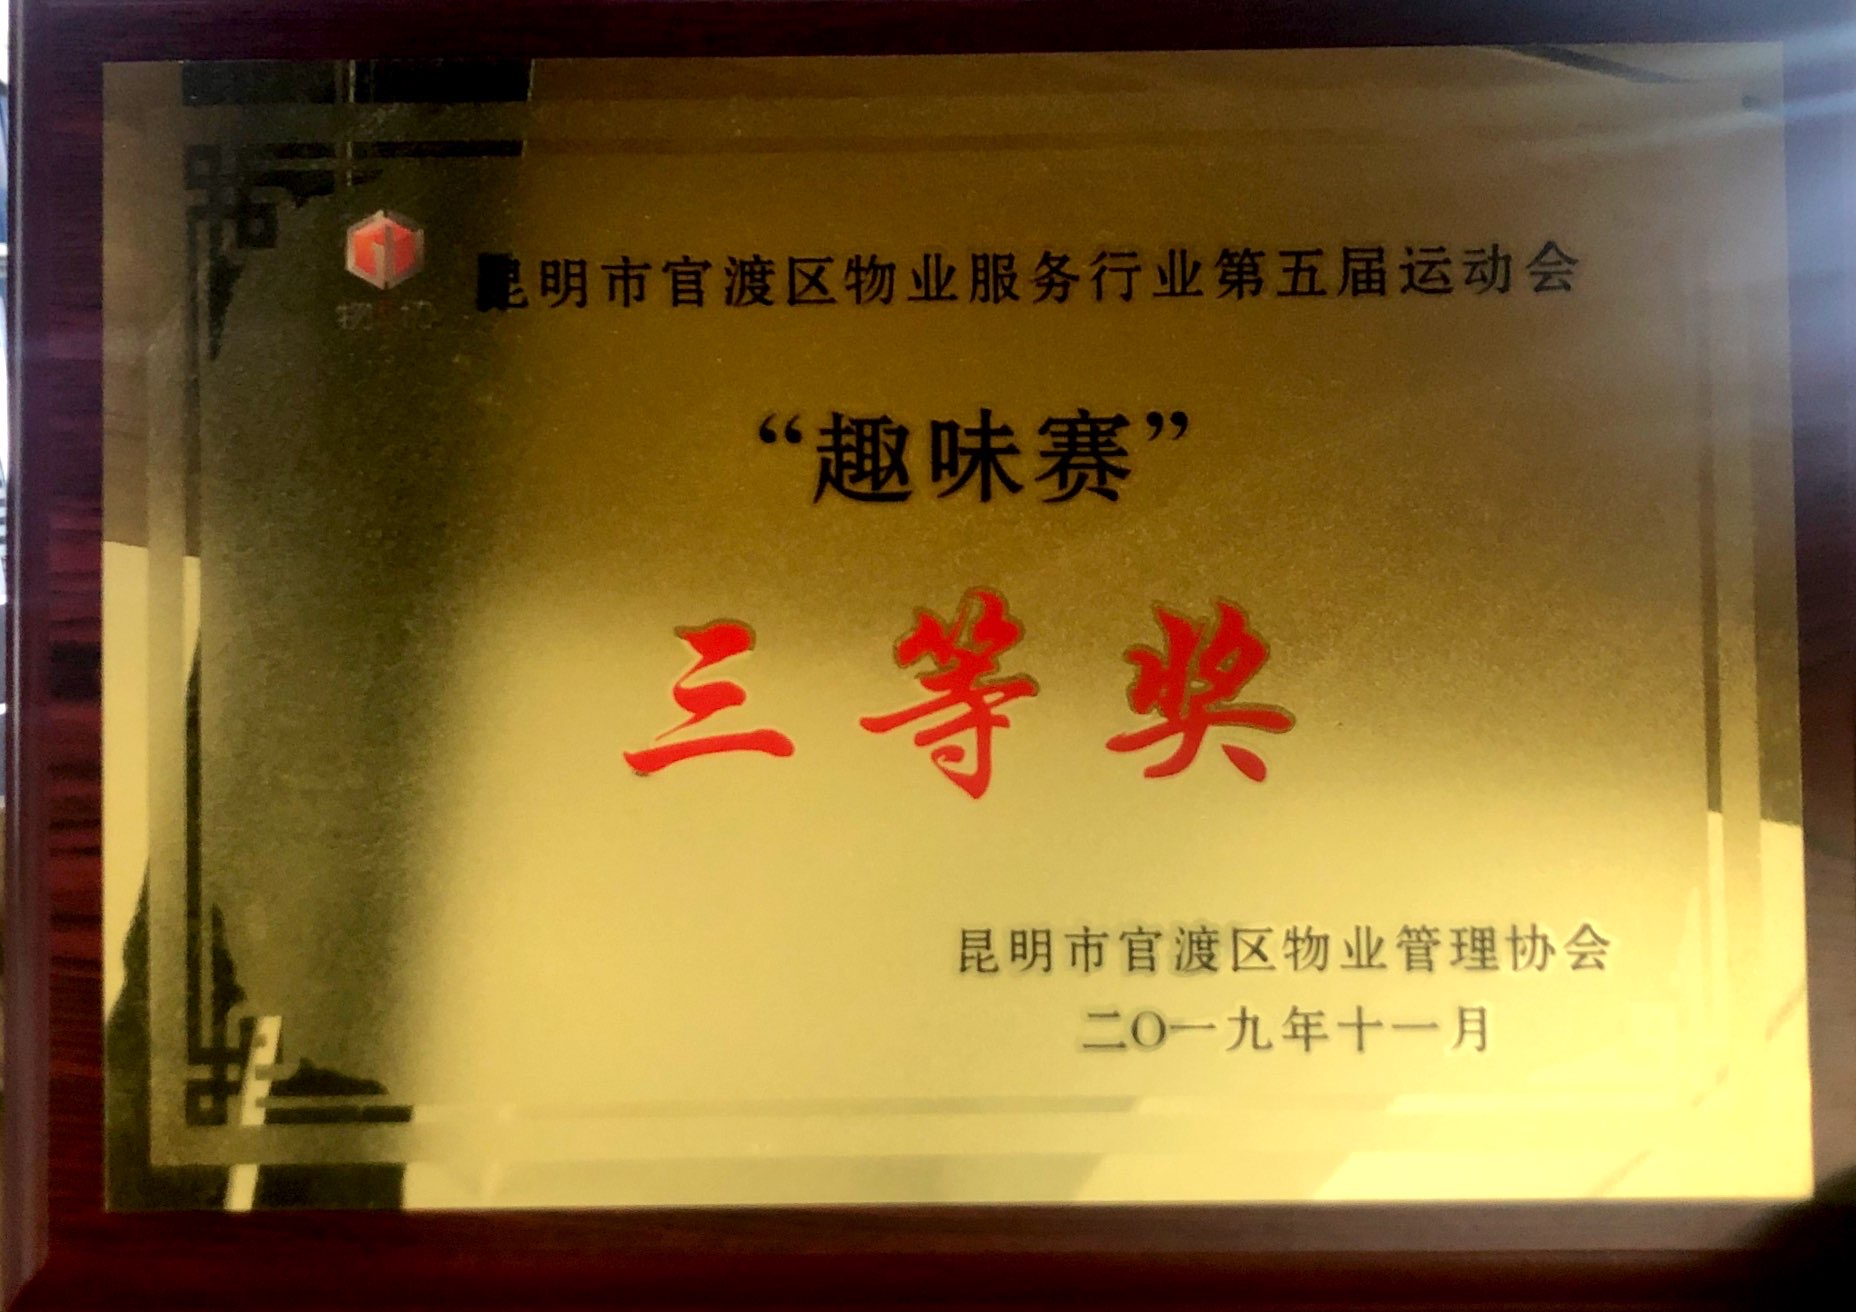 昆明市官渡区物业服务行业第五届运动会
“趣味赛”
三等奖
昆明市官渡区物业管理协会
二〇一九年十一月